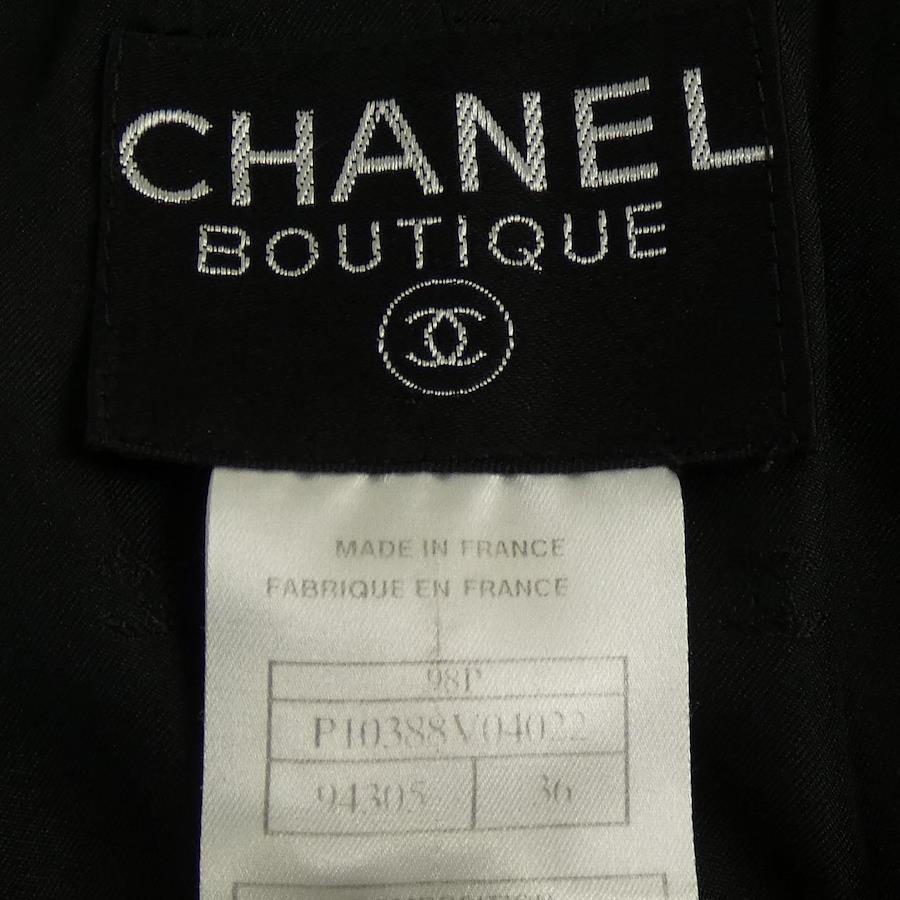 CHANEL
BOUTIQUE
MADE IN FRANCE
FABRIQUE EN FRANCE
98P
P10388V04022
94305 36